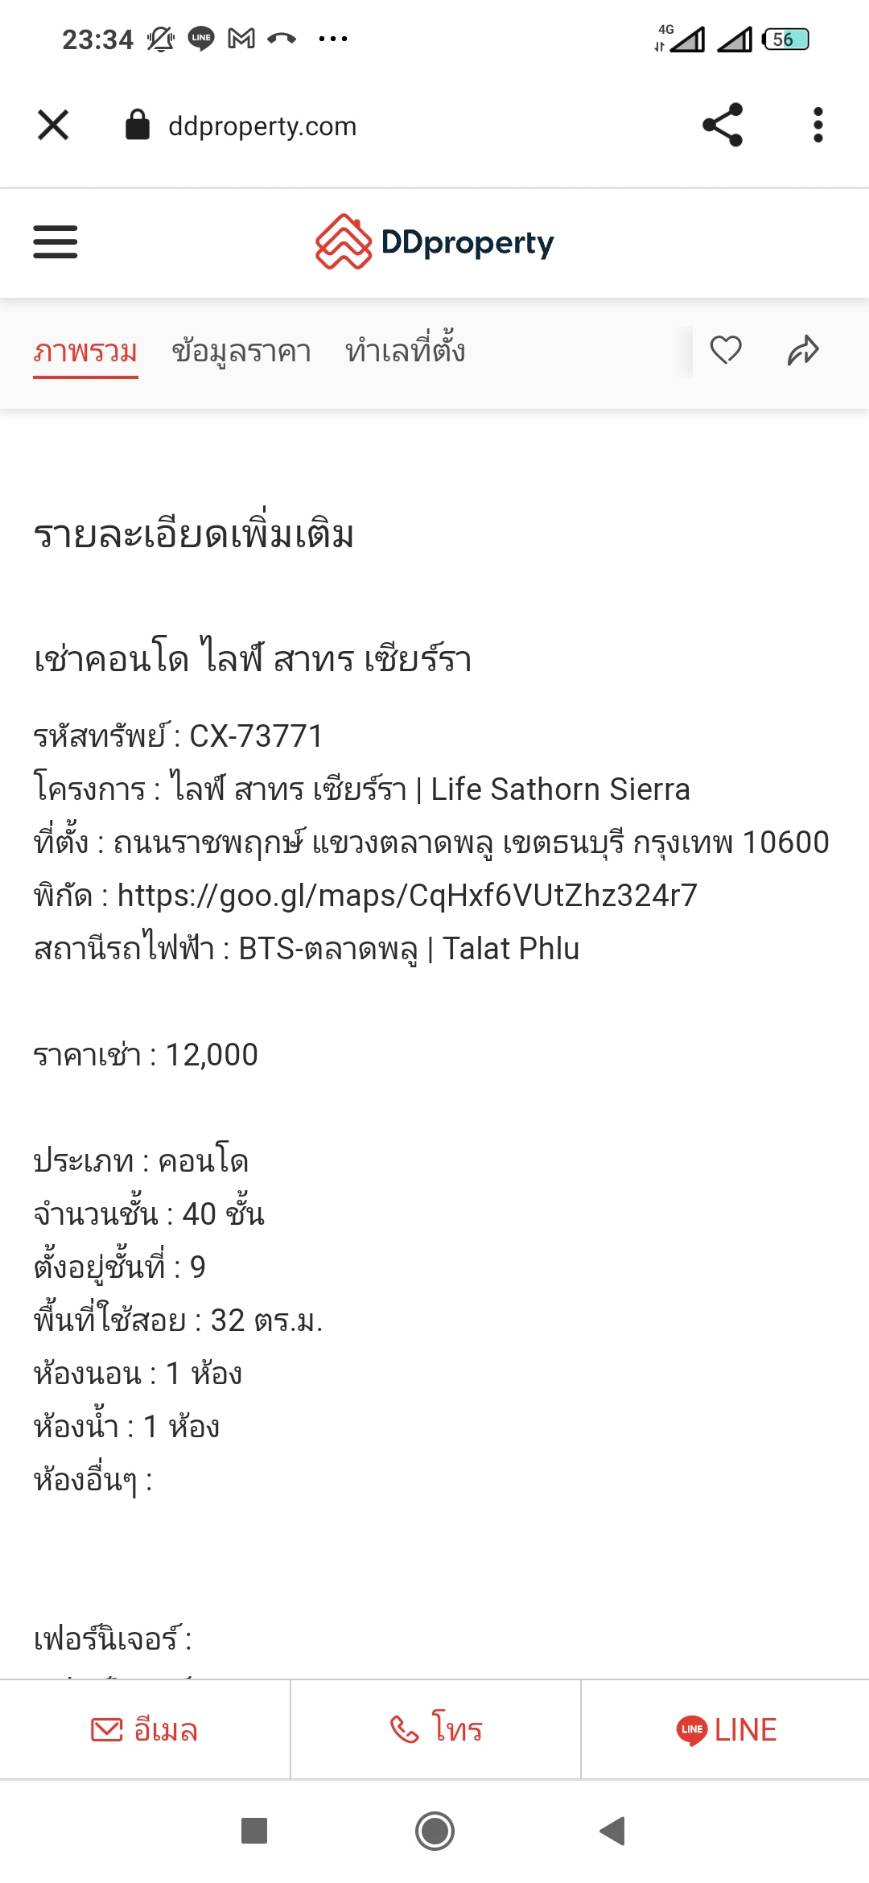 23:34 LINE 4G 56
ddproperty.com
DDproperty
ภาพรวม ข้อมูลราคา ทำเลที่ตั้ง
รายละเอียดเพิ่มเติม
เช่าคอนโด ไลฟ์ สาทร เซียร์รา
รหัสทรัพย์ : CX-73771
โครงการ : ไลฟ์ สาทร เซียร์รา | Life Sathorn Sierra
ที่ตั้ง : ถนนราชพฤกษ์ แขวงตลาดพลู เขตธนบุรี กรุงเทพ 10600
พิกัด : https://goo.gl/maps/CqHxf6VUtZhz324r7
สถานีรถไฟฟ้า : BTS-ตลาดพลู | Talat Phlu
ราคาเช่า : 12,000
ประเภท : คอนโด
จำนวนชั้น : 40 ชั้น
ตั้งอยู่ชั้นที่ : 9
พื้นที่ใช้สอย : 32 ตร.ม.
ห้องนอน : 1 ห้อง
ห้องน้ำ : 1 ห้อง
ห้องอื่นๆ :
เฟอร์นิเจอร์ :
อีเมล โทร LINE LINE